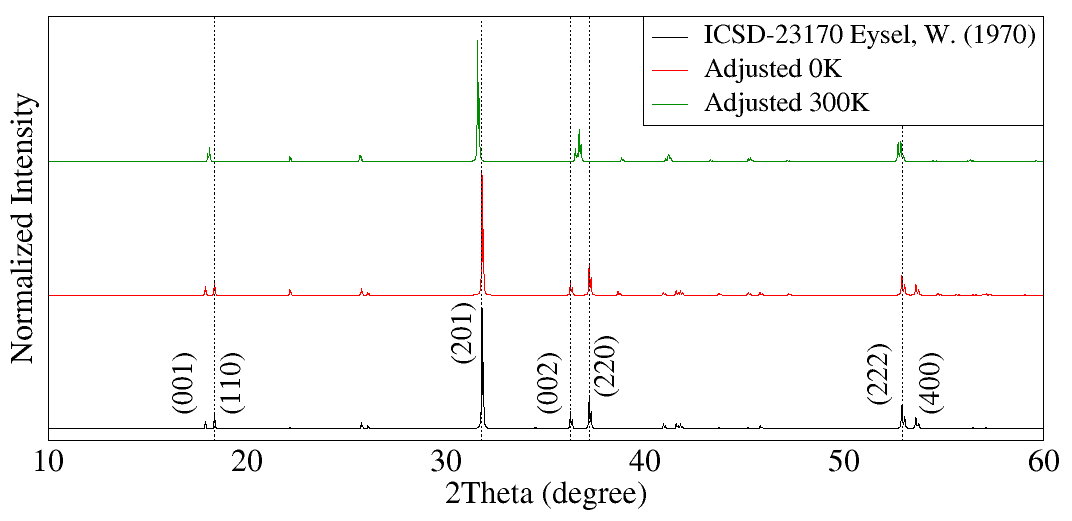 ICSD-23170 Eysel, W. (1970)
Adjusted 0K
Adjusted 300K
Normalized Intensity
(001)
(110)
(201)
(002)
(220)
(222)
(400)
10 20 30 40 50 60
2Theta (degree)